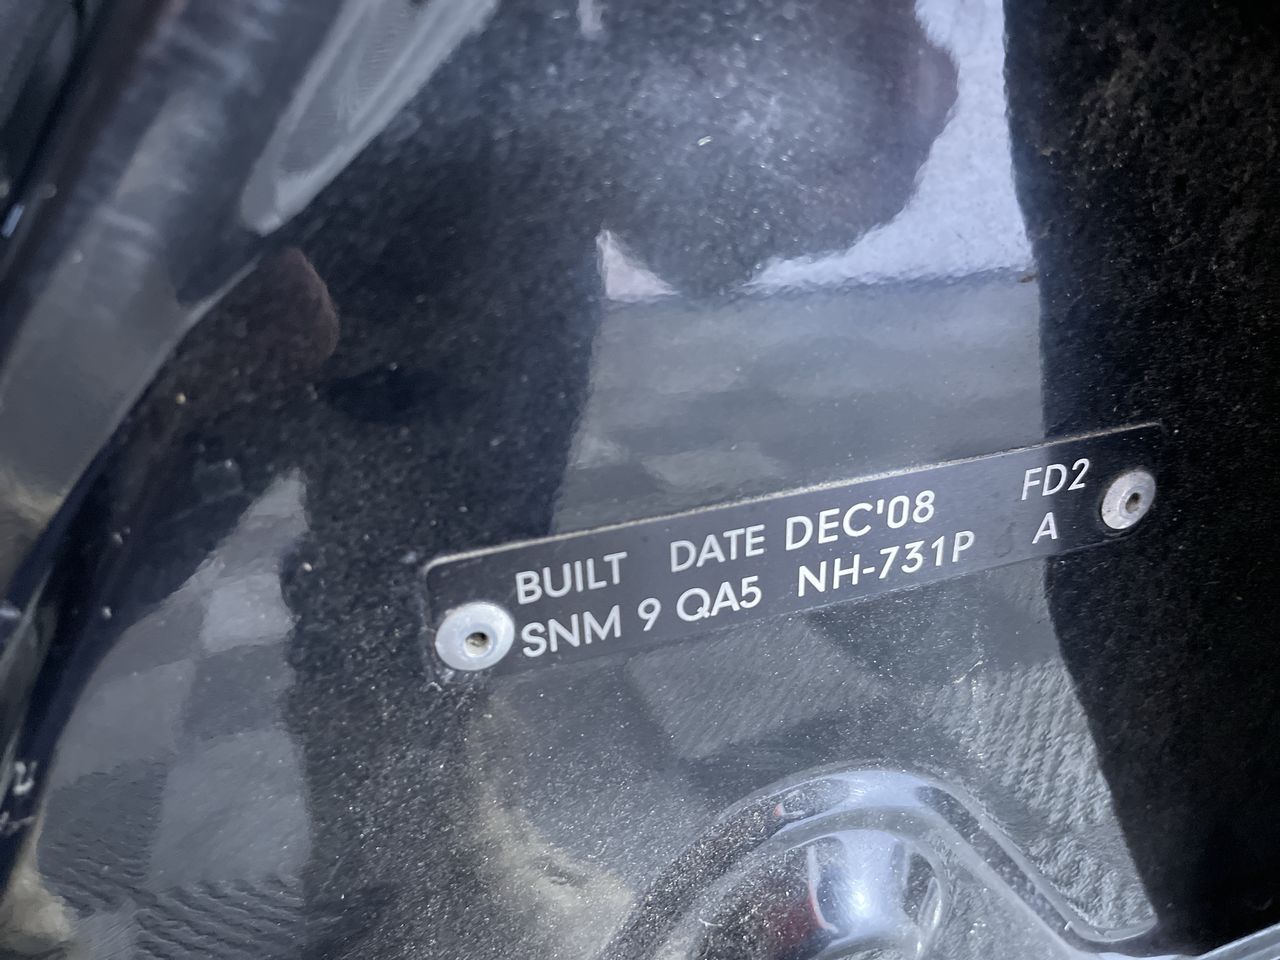 BUILT DATE DEC'08 FD2
SNM 9 QA5 NH-731P A